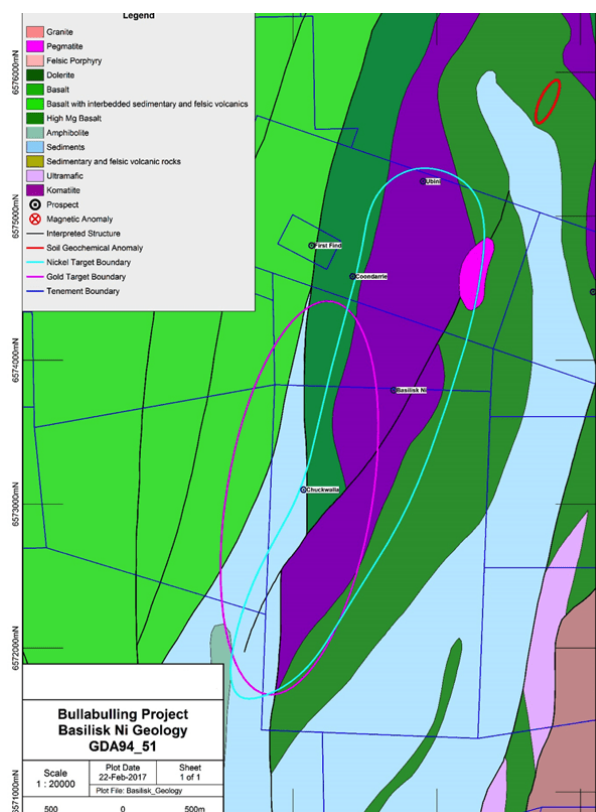 Legend
Granite
Pegmatite
Felsic Porphyry
Dolerite
Basalt
Basalt with interbedded sedimentary and felsic volcanics
High Mg Basalt
Amphibolite
Sediments
Sedimentary and felsic volcanic rocks
Ultramafic
Komatiite
Prospect
Magnetic Anomaly
Interpreted Structure
Soil Geochemical Anomaly
Nickel Target Boundary
Gold Target Boundary
Tenement Boundary
6576000mN
6575000mN
6574000mN
6573000mN
6572000mN
6571000mN
Ubini
First Find
Coondarrie
Basilisk Ni
Chuckwalla
Bullabulling Project
Basilisk Ni Geology
GDA94_51
Scale
1 : 20000
Plot Date
22-Feb-2017
Sheet
1 of 1
Plot File: Basilisk_Geology
500 0 500m